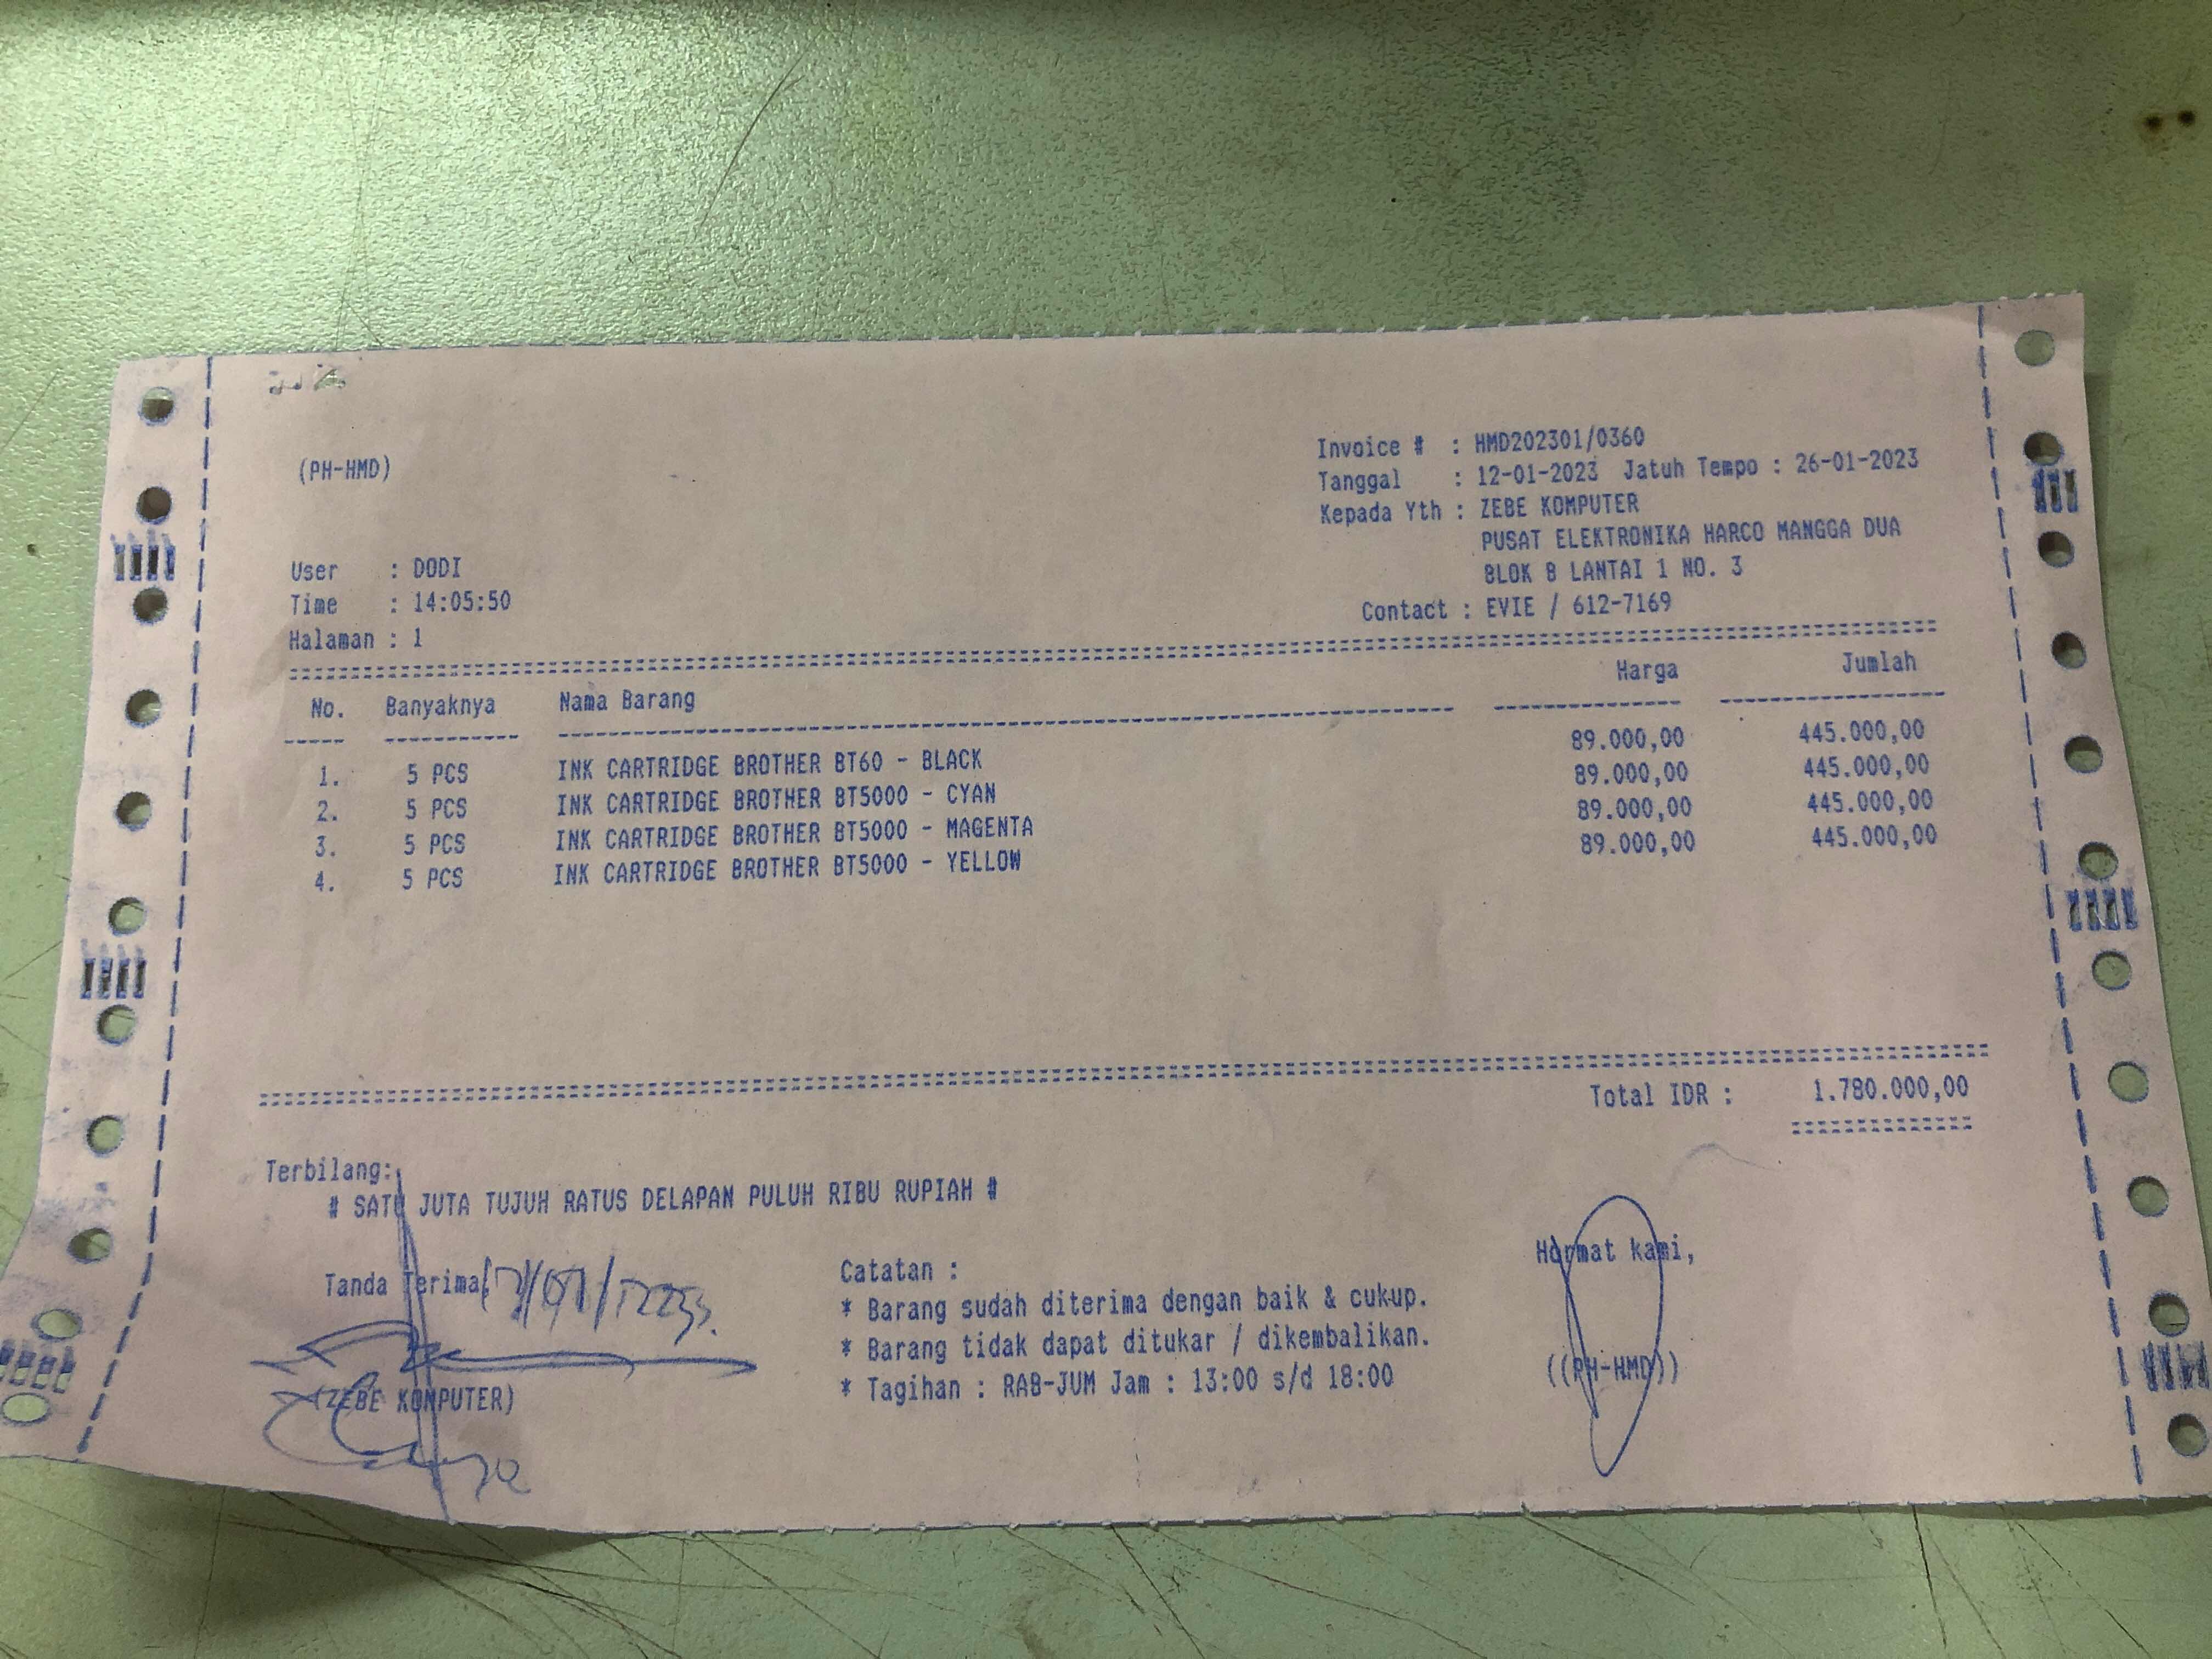 (PH-HMD)
Invoice # : HMD202301/0360
Tanggal : 12-01-2023 Jatuh Tempo : 26-01-2023
Kepada Yth : ZEBE KOMPUTER
PUSAT ELEKTRONIKA HARCO MANGGA DUA
BLOK B LANTAI 1 NO. 3
Contact : EVIE / 612-7169
User : DODI
Time : 14:05:50
Halaman : 1
No. Banyaknya Nama Barang Harga Jumlah
1. 5 PCS INK CARTRIDGE BROTHER BT60 - BLACK 89.000,00 445.000,00
2. 5 PCS INK CARTRIDGE BROTHER BT5000 - CYAN 89.000,00 445.000,00
3. 5 PCS INK CARTRIDGE BROTHER BT5000 - MAGENTA 89.000,00 445.000,00
4. 5 PCS INK CARTRIDGE BROTHER BT5000 - YELLOW 89.000,00 445.000,00
Total IDR : 1.780.000,00
Terbilang:
# SATU JUTA TUJUH RATUS DELAPAN PULUH RIBU RUPIAH #
Tanda Terima,
(ZEBE KOMPUTER)
Catatan :
* Barang sudah diterima dengan baik & cukup.
* Barang tidak dapat ditukar / dikembalikan.
* Tagihan : RAB-JUM Jam : 13:00 s/d 18:00
Hormat kami,
((PH-HMD))